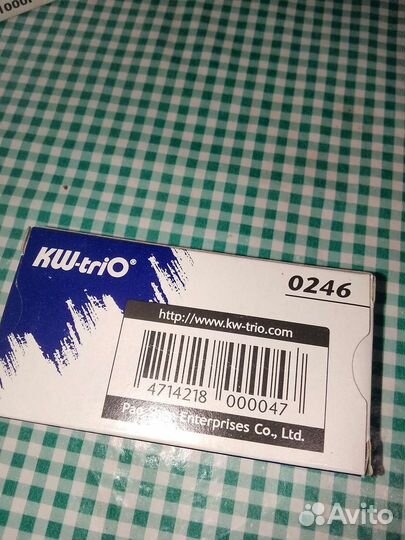 KW-triO®
0246
http://www.kw-trio.com
4714218 000047
Enterprises Co., Ltd.
Avito